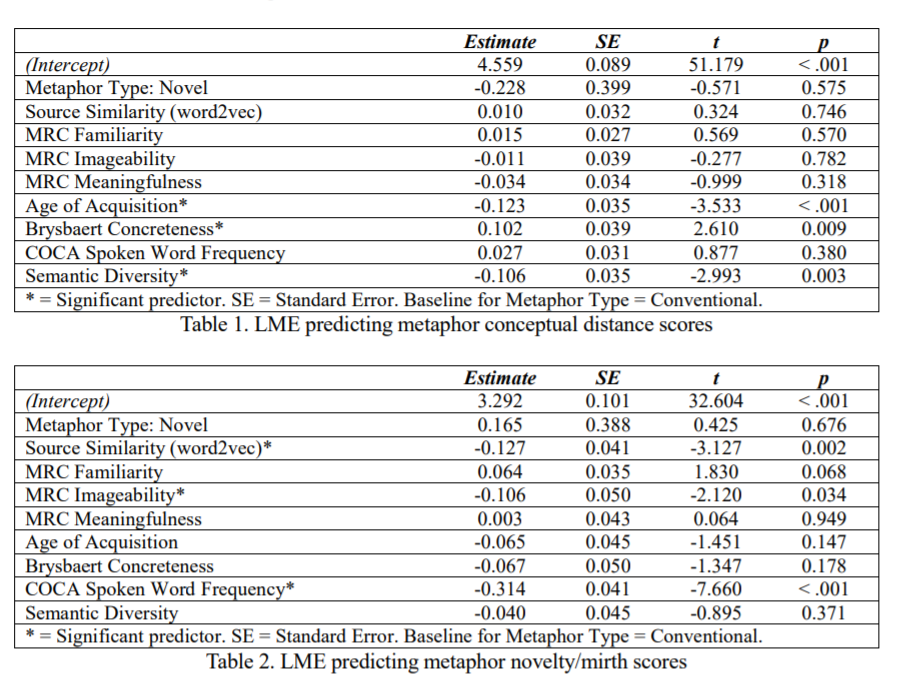 Estimate SE t p
(Intercept) 4.559 0.089 51.179 < .001
Metaphor Type: Novel -0.228 0.399 -0.571 0.575
Source Similarity (word2vec) 0.010 0.032 0.324 0.746
MRC Familiarity 0.015 0.027 0.569 0.570
MRC Imageability -0.011 0.039 -0.277 0.782
MRC Meaningfulness -0.034 0.034 -0.999 0.318
Age of Acquisition* -0.123 0.035 -3.533 < .001
Brysbaert Concreteness* 0.102 0.039 2.610 0.009
COCA Spoken Word Frequency 0.027 0.031 0.877 0.380
Semantic Diversity* -0.106 0.035 -2.993 0.003
* = Significant predictor. SE = Standard Error. Baseline for Metaphor Type = Conventional.
Table 1. LME predicting metaphor conceptual distance scores
Estimate SE t p
(Intercept) 3.292 0.101 32.604 < .001
Metaphor Type: Novel 0.165 0.388 0.425 0.676
Source Similarity (word2vec)* -0.127 0.041 -3.127 0.002
MRC Familiarity 0.064 0.035 1.830 0.068
MRC Imageability* -0.106 0.050 -2.120 0.034
MRC Meaningfulness 0.003 0.043 0.064 0.949
Age of Acquisition -0.065 0.045 -1.451 0.147
Brysbaert Concreteness -0.067 0.050 -1.347 0.178
COCA Spoken Word Frequency* -0.314 0.041 -7.660 < .001
Semantic Diversity -0.040 0.045 -0.895 0.371
* = Significant predictor. SE = Standard Error. Baseline for Metaphor Type = Conventional.
Table 2. LME predicting metaphor novelty/mirth scores